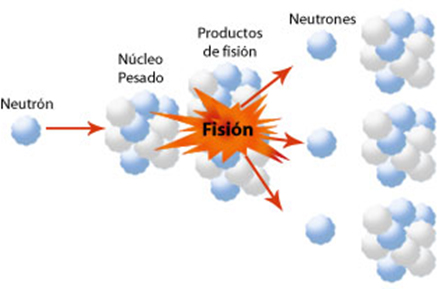 Neutrón
Núcleo
Pesado
Productos
de fisión
Fisión
Neutrones